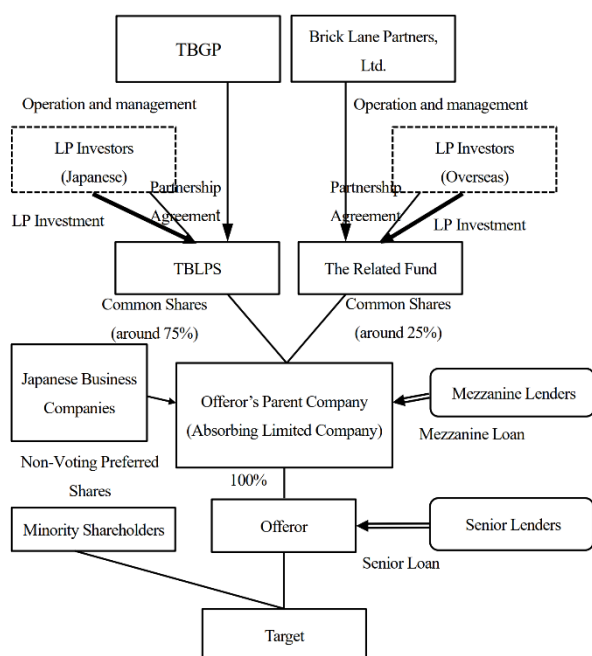 TBGP
Brick Lane Partners,
Ltd.
Operation and management
Operation and management
LP Investors
(Japanese)
LP Investors
(Overseas)
Partnership
Agreement
Partnership
Agreement
LP Investment
LP Investment
TBLPS
The Related Fund
Common Shares
(around 75%)
Common Shares
(around 25%)
Japanese Business
Companies
Offeror’s Parent Company
(Absorbing Limited Company)
Mezzanine Lenders
Mezzanine Loan
Non-Voting Preferred
Shares
100%
Minority Shareholders
Offeror
Senior Lenders
Senior Loan
Target